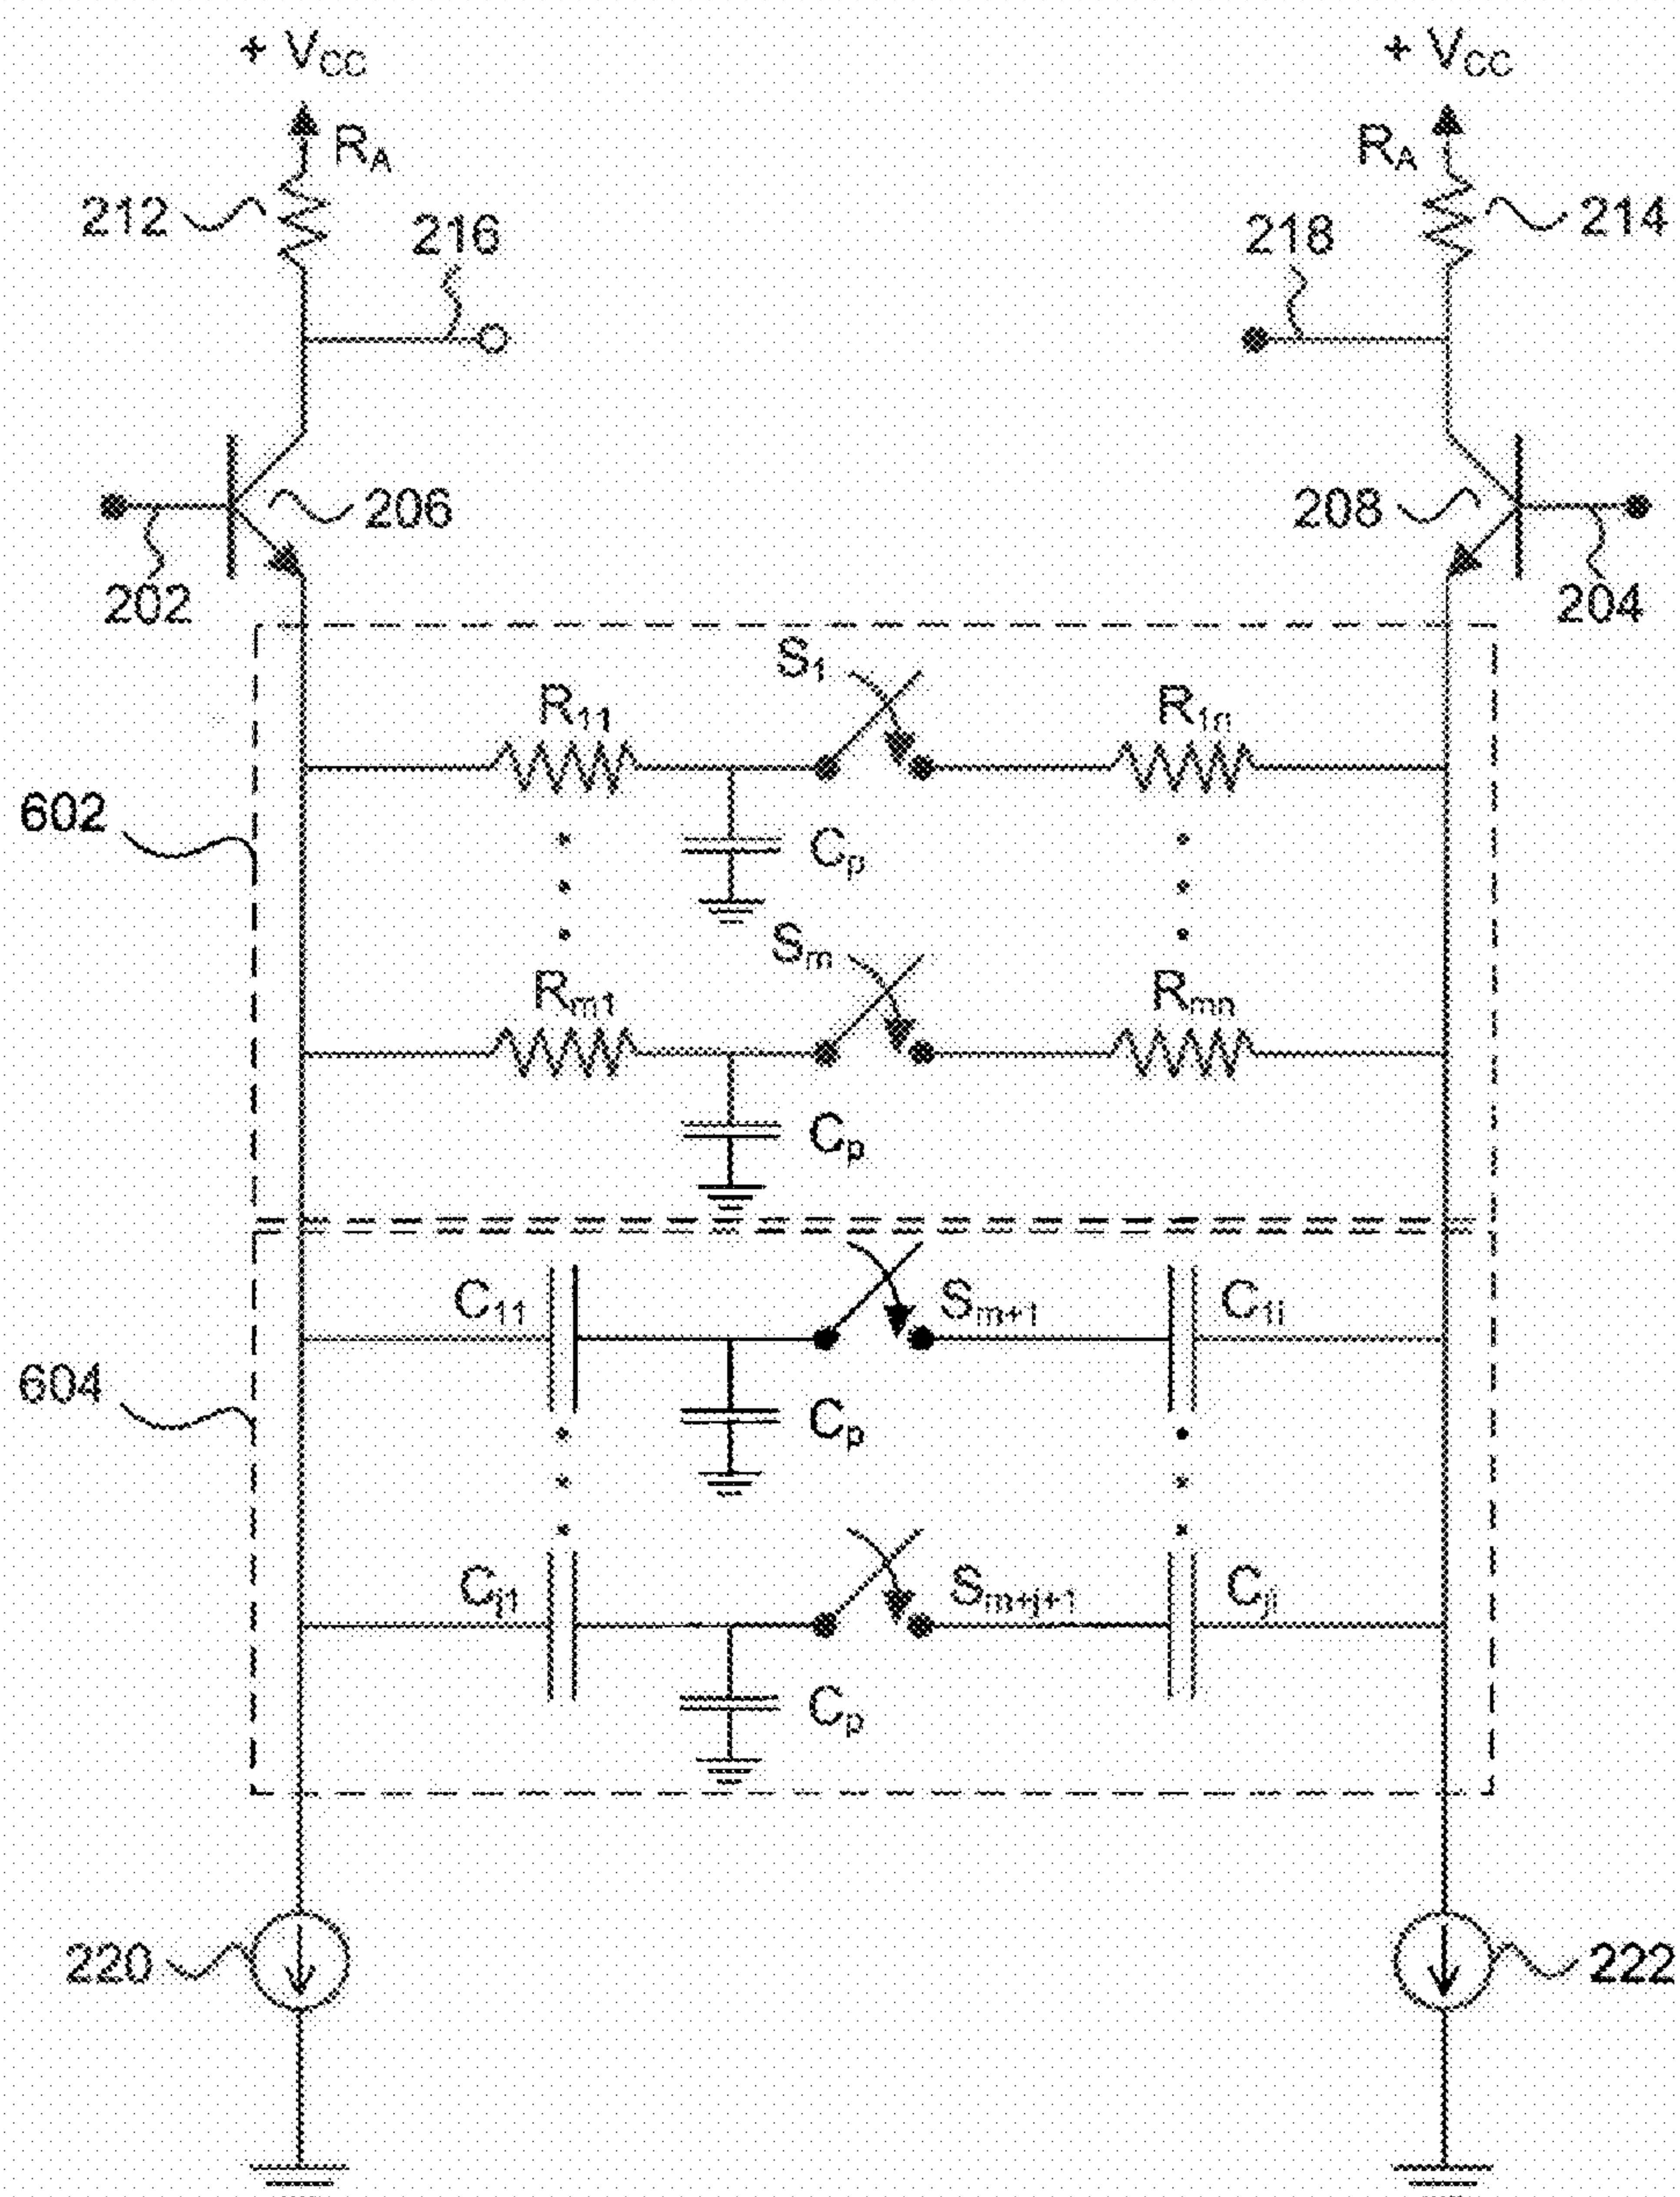 + VCC + VCC
RA RA
212 216 218 214
206 208
202 204
S1
R11 R1n
602
Cp
Sm
Rm1 Rmn
Cp
C11 Sm+1 C1i
604
Cp
Cj1 Sm+j+1 Cji
Cp
220 222